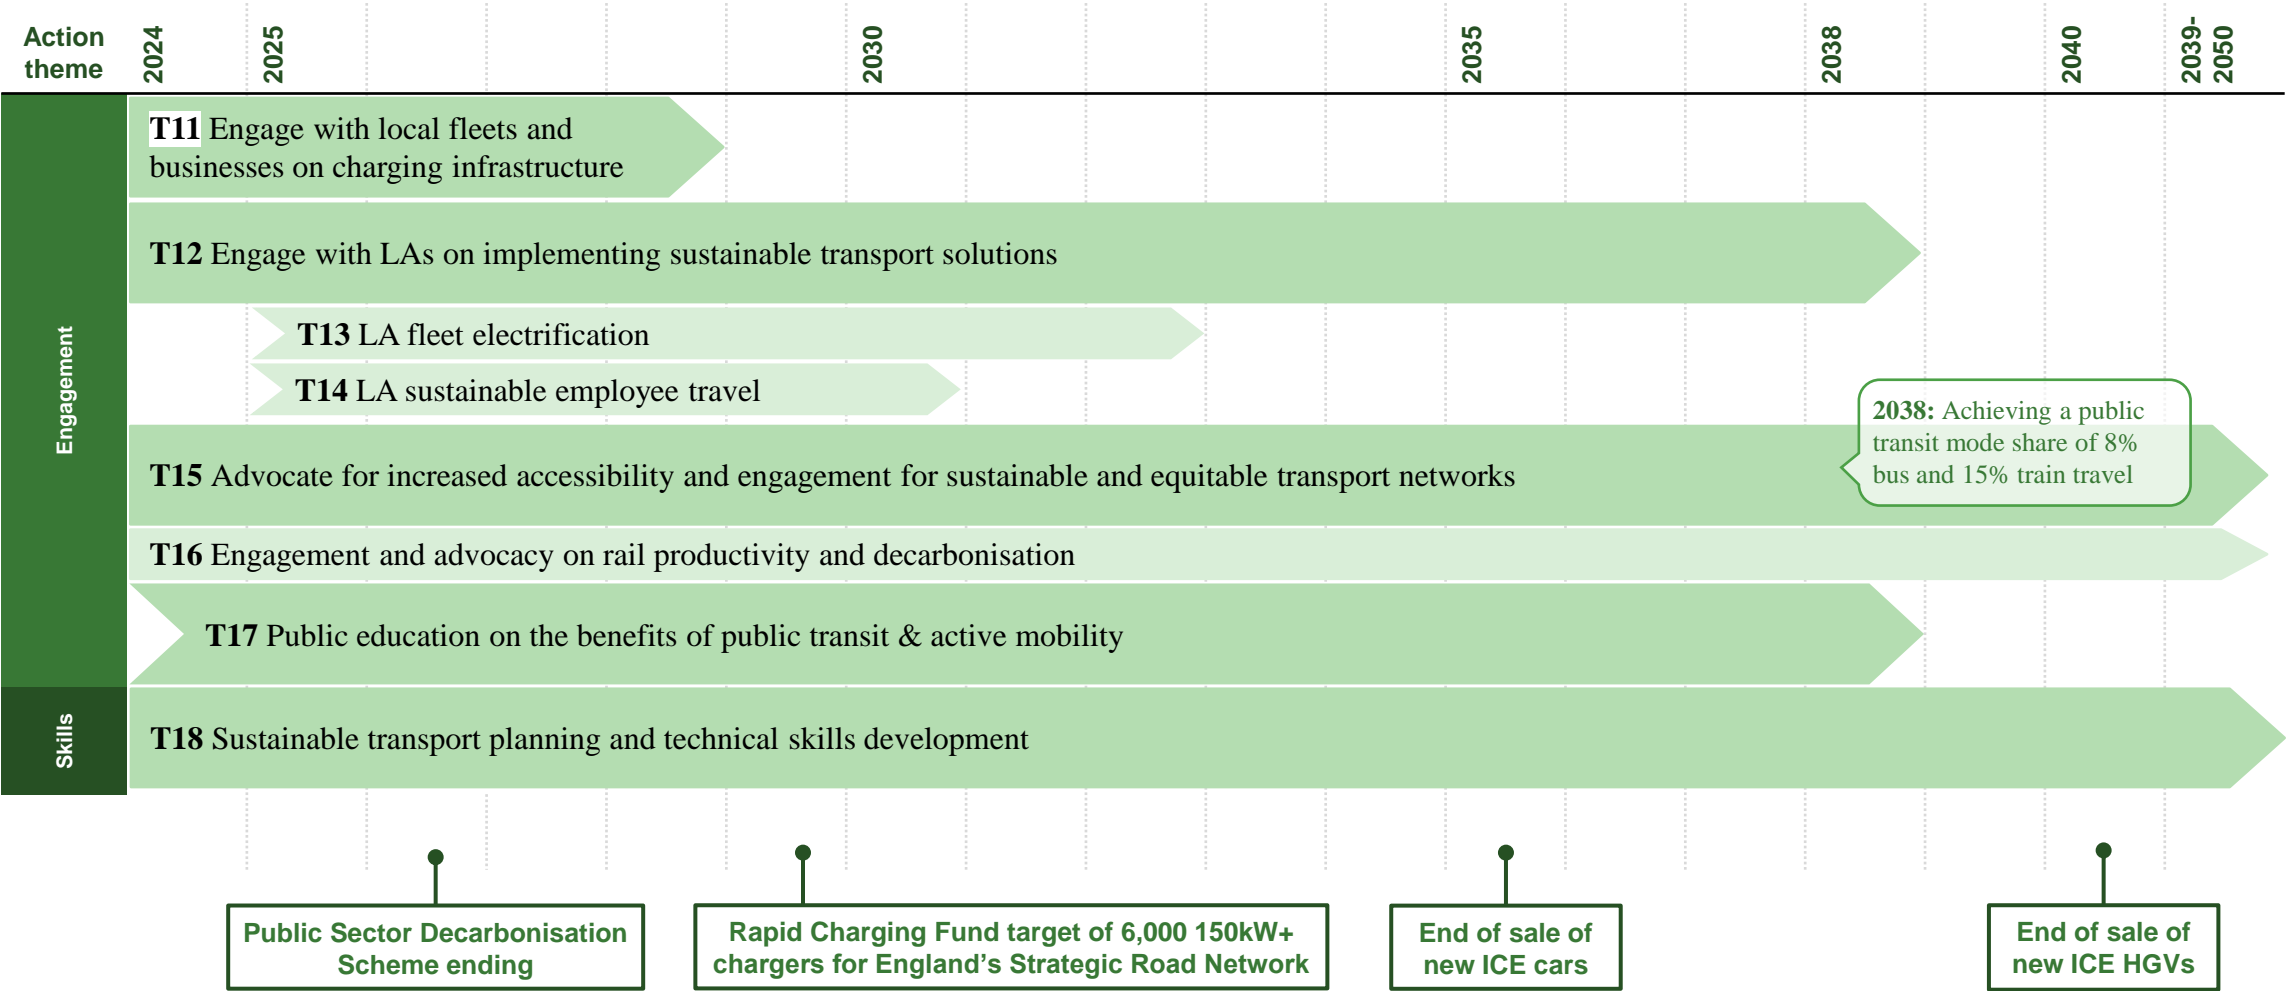 Action
theme
2024
2025
2030
2035
2038
2040
2039-
2050
Engagement
T11 Engage with local fleets and
businesses on charging infrastructure
T12 Engage with LAs on implementing sustainable transport solutions
T13 LA fleet electrification
T14 LA sustainable employee travel
2038: Achieving a public
transit mode share of 8%
bus and 15% train travel
T15 Advocate for increased accessibility and engagement for sustainable and equitable transport networks
T16 Engagement and advocacy on rail productivity and decarbonisation
T17 Public education on the benefits of public transit & active mobility
Skills
T18 Sustainable transport planning and technical skills development
Public Sector Decarbonisation
Scheme ending
Rapid Charging Fund target of 6,000 150kW+
chargers for England’s Strategic Road Network
End of sale of
new ICE cars
End of sale of
new ICE HGVs